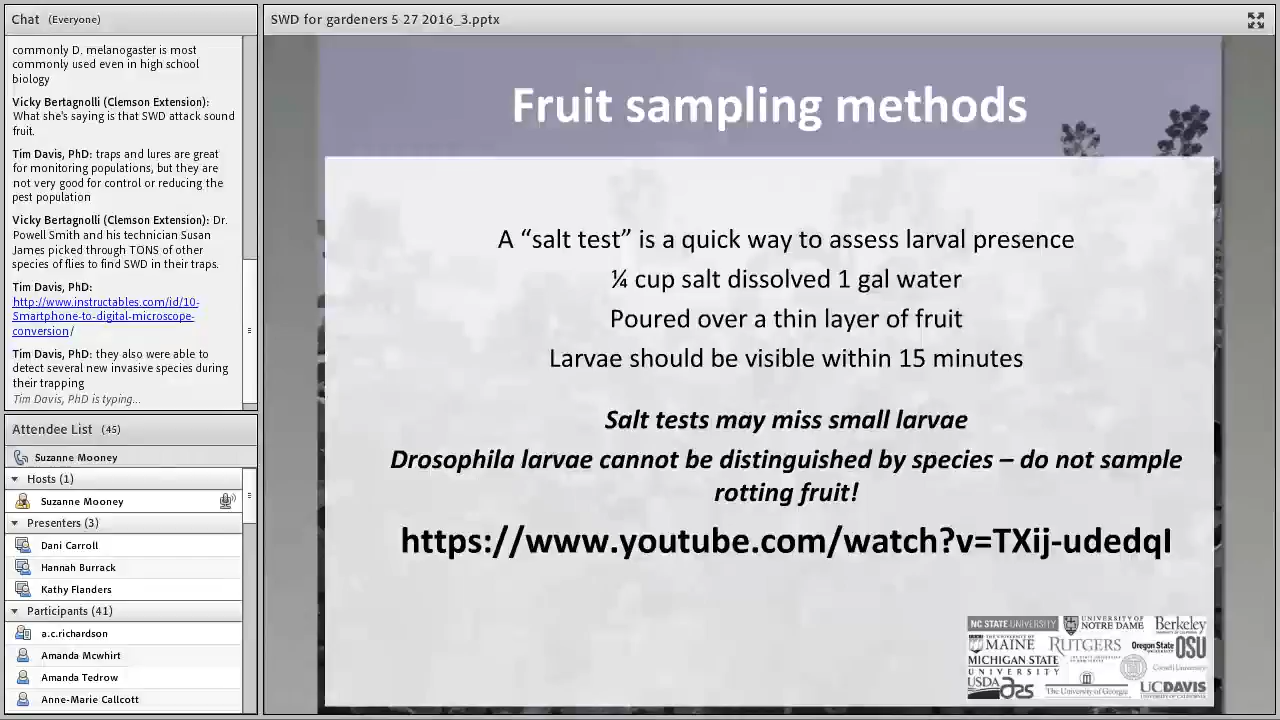 Chat (Everyone)
commonly D. melanogaster is most
commonly used even in high school
biology
Vicky Bertagnolli (Clemson Extension):
What she's saying is that SWD attack sound
fruit.
Tim Davis, PhD: traps and lures are great
for monitoring populations, but they are
not very good for control or reducing the
pest population
Vicky Bertagnolli (Clemson Extension): Dr.
Powell Smith and his technician Susan
James picked through TONS of other
species of flies to find SWD in their traps.
Tim Davis, PhD:
http://www.instructables.com/id/10-
Smartphone-to-digital-microscope-
conversion/
Tim Davis, PhD: they also were able to
detect several new invasive species during
their trapping
Tim Davis, PhD is typing...
Attendee List (45)
Suzanne Mooney
Hosts (1)
Suzanne Mooney
Presenters (3)
Dani Carroll
Hannah Burrack
Kathy Flanders
Participants (41)
a.c.richardson
Amanda Mcwhirt
Amanda Tedrow
Anne-Marie Callcott
SWD for gardeners 5 27 2016_3.pptx
Fruit sampling methods
A “salt test” is a quick way to assess larval presence
¼ cup salt dissolved 1 gal water
Poured over a thin layer of fruit
Larvae should be visible within 15 minutes
Salt tests may miss small larvae
Drosophila larvae cannot be distinguished by species – do not sample
rotting fruit!
https://www.youtube.com/watch?v=TXij-udedqI
NC STATE UNIVERSITY
UNIVERSITY OF
NOTRE DAME
Berkeley
MAINE
RUTGERS
Oregon State
OSU
MICHIGAN STATE
UNIVERSITY
Cornell University
USDA
ars
The University of Georgia
UCDAVIS